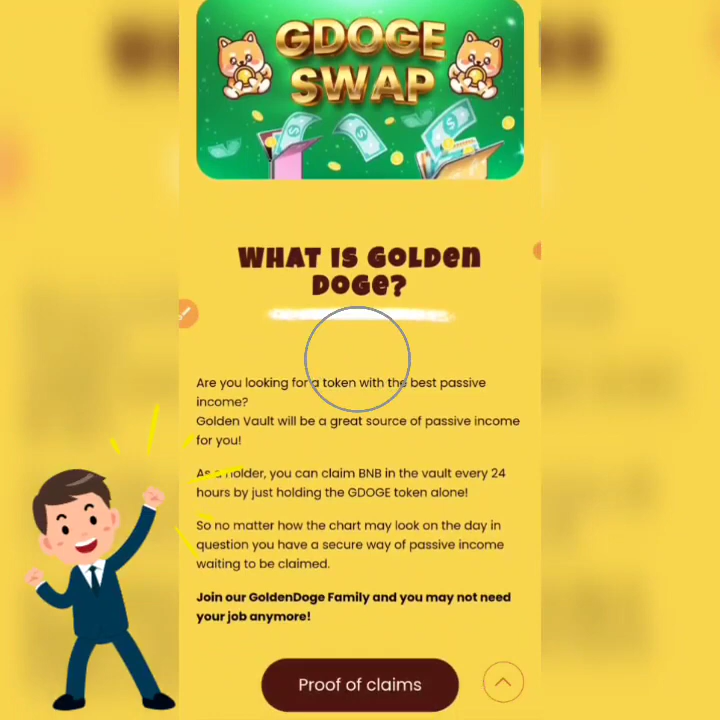 GDOGE
SWAP
WHAT IS GOLDEN
DOGE?
Are you looking for a token with the best passive
income?
Golden Vault will be a great source of passive income
for you!
As a holder, you can claim BNB in the vault every 24
hours by just holding the GDOGE token alone!
So no matter how the chart may look on the day in
question you have a secure way of passive income
waiting to be claimed.
Join our GoldenDoge Family and you may not need
your job anymore!
Proof of claims